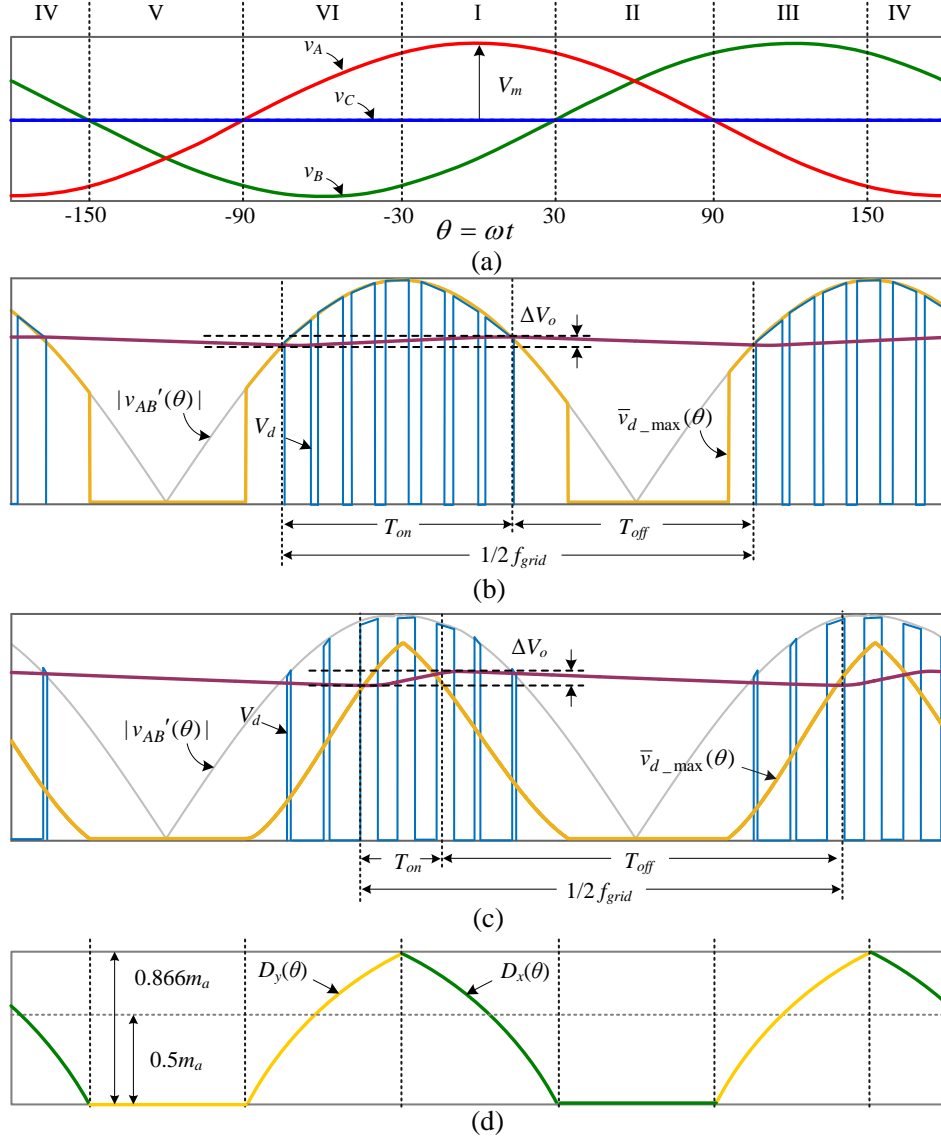 IV V VI I II III IV
v_A
v_C
V_m
v_B
-150 -90 -30 30 90 150
θ = ωt
(a)
ΔV_o
|v_AB′(θ)|
V_d
v̅_d_max(θ)
T_on T_off
1/2 f_grid
(b)
ΔV_o
V_d
|v_AB′(θ)|
v̅_d_max(θ)
T_on T_off
1/2 f_grid
(c)
0.866m_a
D_y(θ) D_x(θ)
0.5m_a
(d)